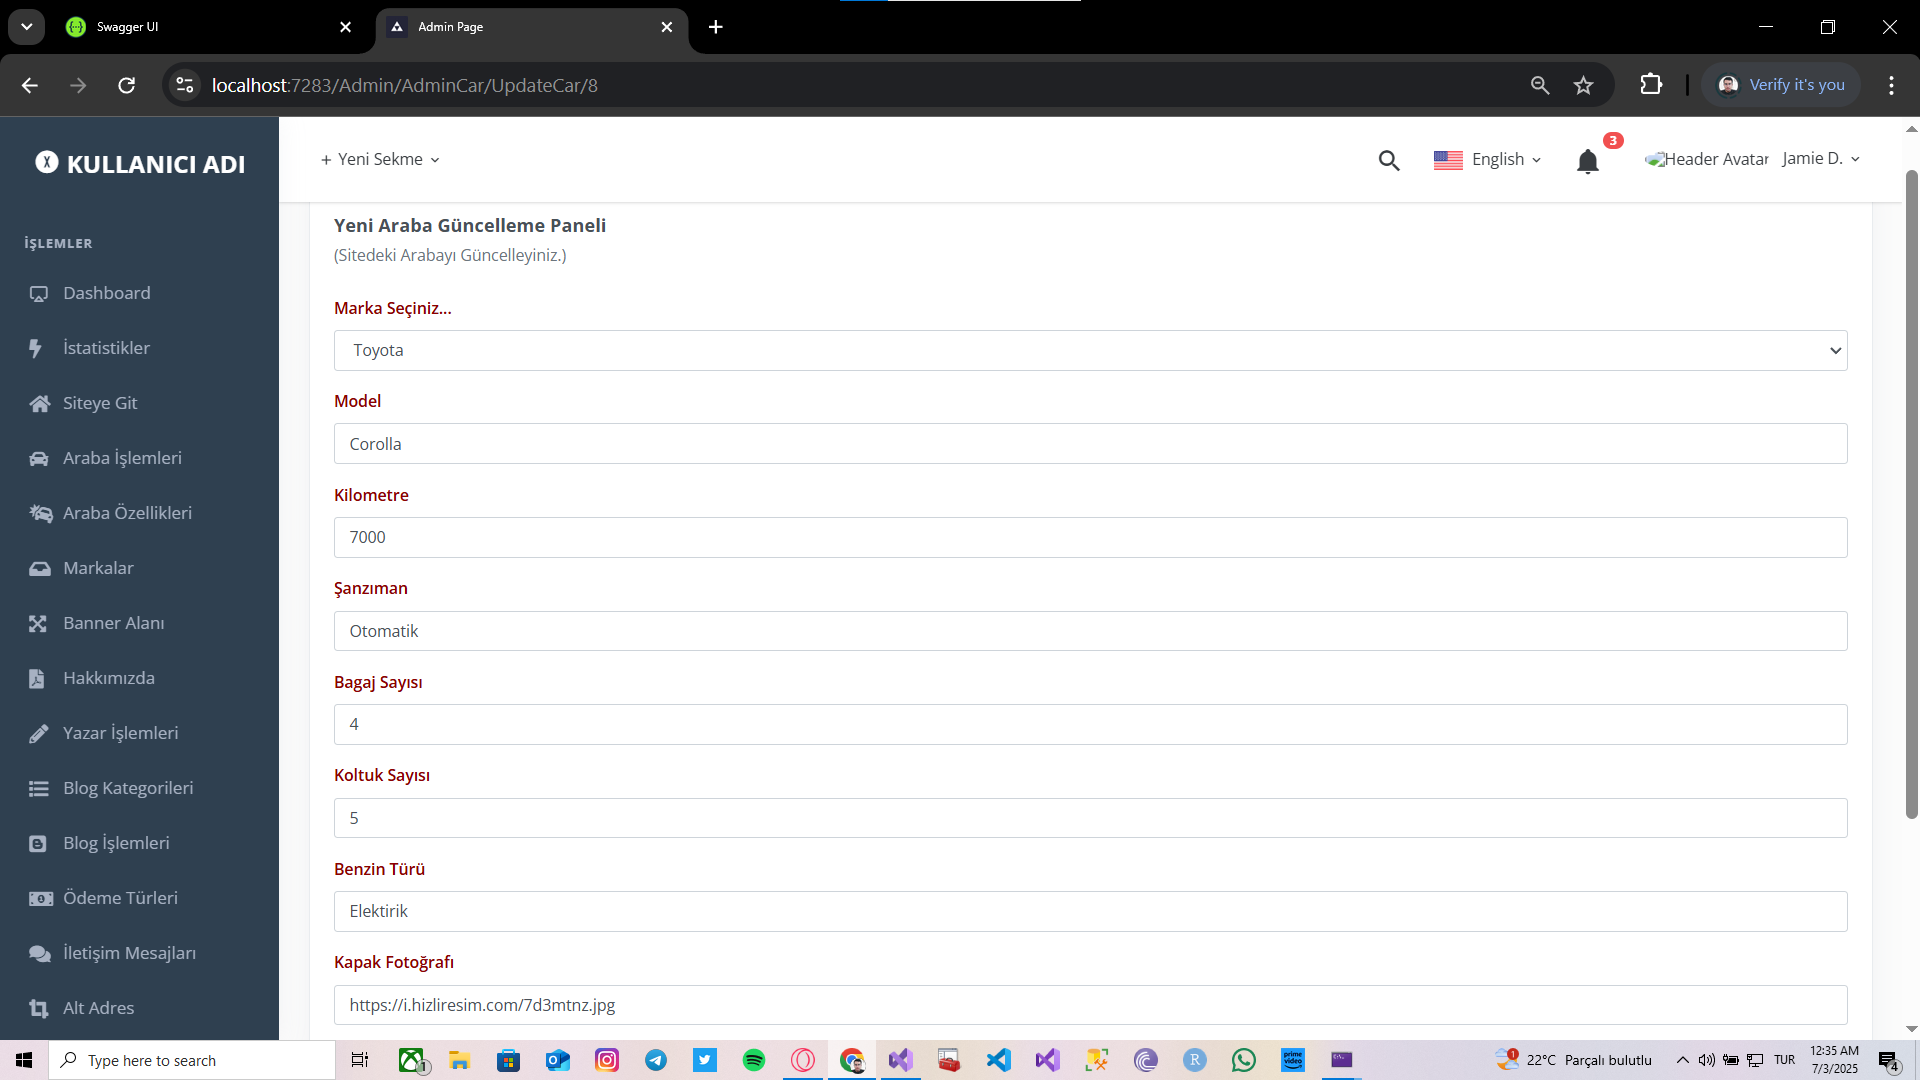 Swagger UI
Admin Page
localhost:7283/Admin/AdminCar/UpdateCar/8
Verify it's you
KULLANICI ADI
+ Yeni Sekme
English
3
Header Avatar
Jamie D.
İŞLEMLER
Dashboard
İstatistikler
Siteye Git
Araba İşlemleri
Araba Özellikleri
Markalar
Banner Alanı
Hakkımızda
Yazar İşlemleri
Blog Kategorileri
Blog İşlemleri
Ödeme Türleri
İletişim Mesajları
Alt Adres
Yeni Araba Güncelleme Paneli
(Sitedeki Arabayı Güncelleyiniz.)
Marka Seçiniz...
Toyota
Model
Corolla
Kilometre
7000
Şanzıman
Otomatik
Bagaj Sayısı
4
Koltuk Sayısı
5
Benzin Türü
Elektirik
Kapak Fotoğrafı
https://i.hizliresim.com/7d3mtnz.jpg
Type here to search
1
prime video
1
22°C Parçalı bulutlu
TUR
12:35 AM
7/3/2025
4